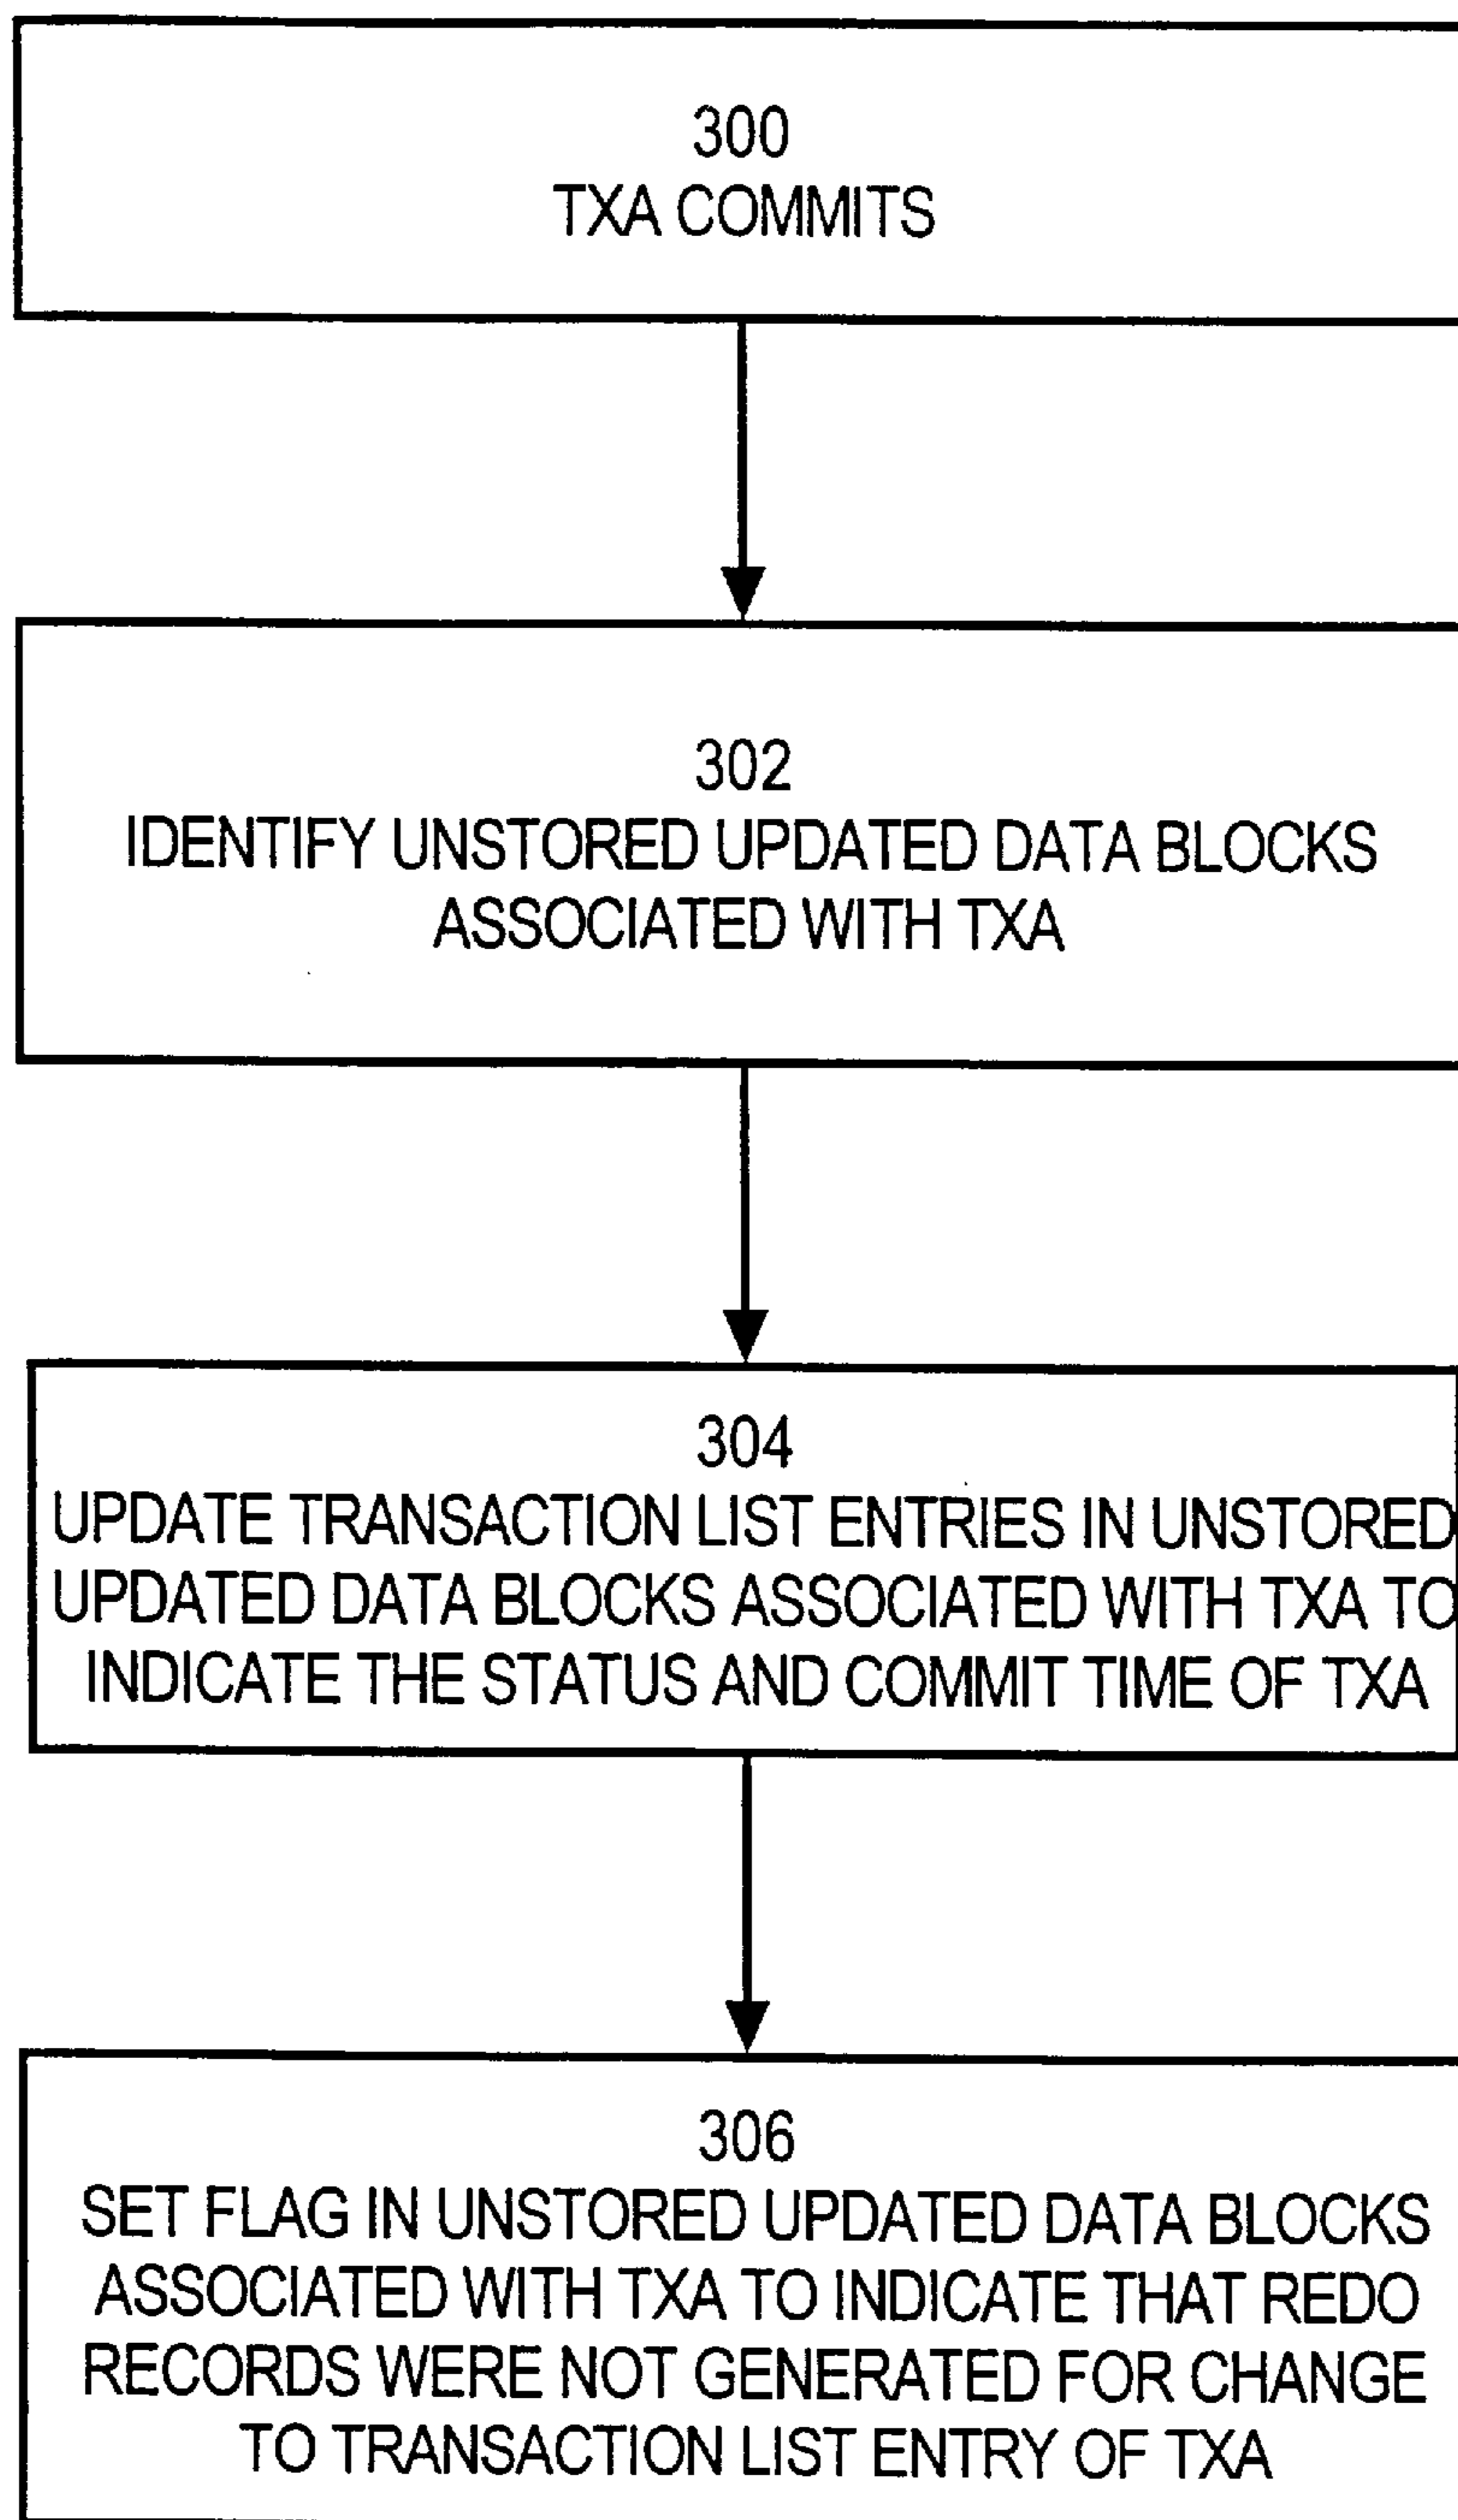 300
TXA COMMITS
302
IDENTIFY UNSTORED UPDATED DATA BLOCKS
ASSOCIATED WITH TXA
304
UPDATE TRANSACTION LIST ENTRIES IN UNSTORED
UPDATED DATA BLOCKS ASSOCIATED WITH TXA TO
INDICATE THE STATUS AND COMMIT TIME OF TXA
306
SET FLAG IN UNSTORED UPDATED DATA BLOCKS
ASSOCIATED WITH TXA TO INDICATE THAT REDO
RECORDS WERE NOT GENERATED FOR CHANGE
TO TRANSACTION LIST ENTRY OF TXA